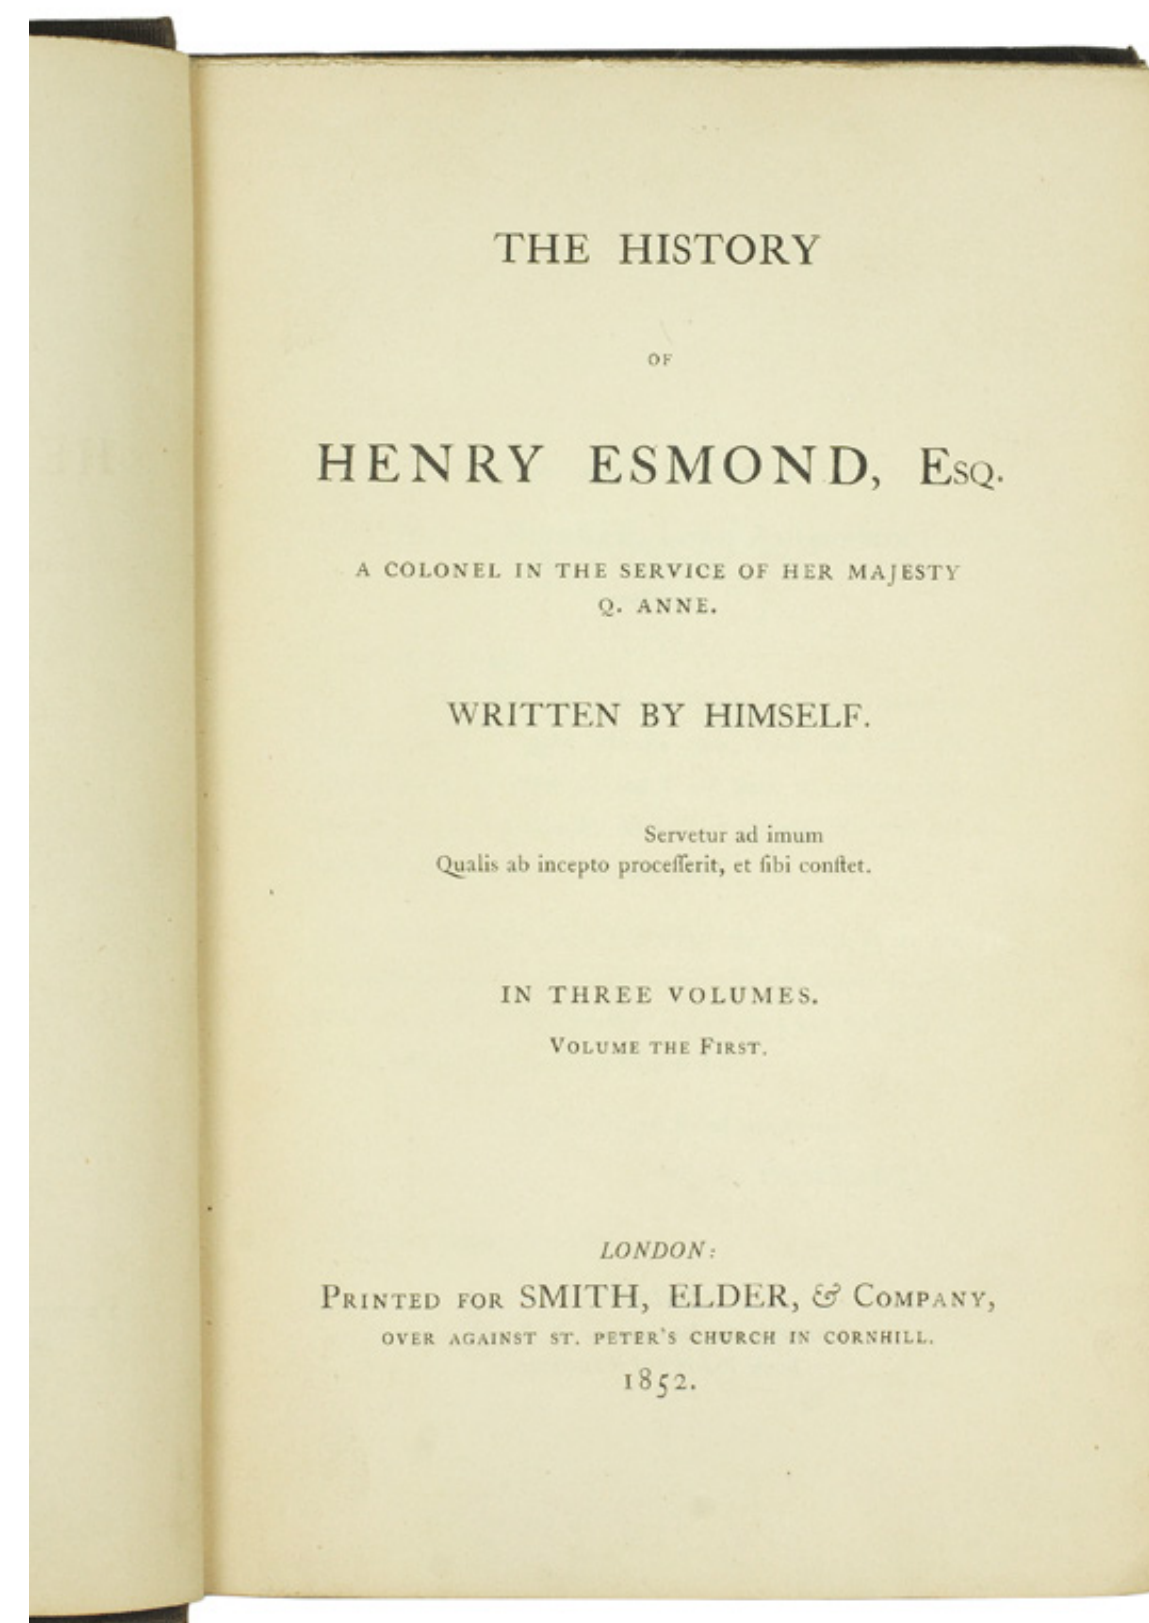 THE HISTORY
OF
HENRY ESMOND, Esq.
A COLONEL IN THE SERVICE OF HER MAJESTY
Q. ANNE.
WRITTEN BY HIMSELF.
Servetur ad imum
Qualis ab incepto proceſſerit, et ſibi conſtet.
IN THREE VOLUMES.
Volume the First.
LONDON:
Printed for SMITH, ELDER, & Company,
OVER AGAINST ST. PETER'S CHURCH IN CORNHILL.
1852.